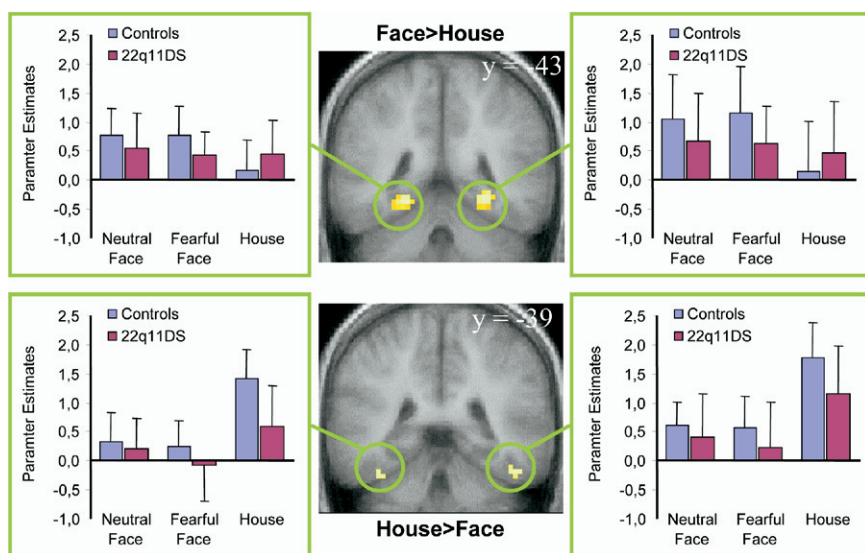 Face>House
y = -43
Controls
22q11DS
Paramter Estimates
2,5
2,0
1,5
1,0
0,5
0,0
-0,5
-1,0
Neutral
Face
Fearful
Face
House
Controls
22q11DS
Paramter Estimates
2,5
2,0
1,5
1,0
0,5
0,0
-0,5
-1,0
Neutral
Face
Fearful
Face
House
y = -39
Controls
22q11DS
Paramter Estimates
2,5
2,0
1,5
1,0
0,5
0,0
-0,5
-1,0
Neutral
Face
Fearful
Face
House
Controls
22q11DS
Paramter Estimates
2,5
2,0
1,5
1,0
0,5
0,0
-0,5
-1,0
Neutral
Face
Fearful
Face
House
House>Face